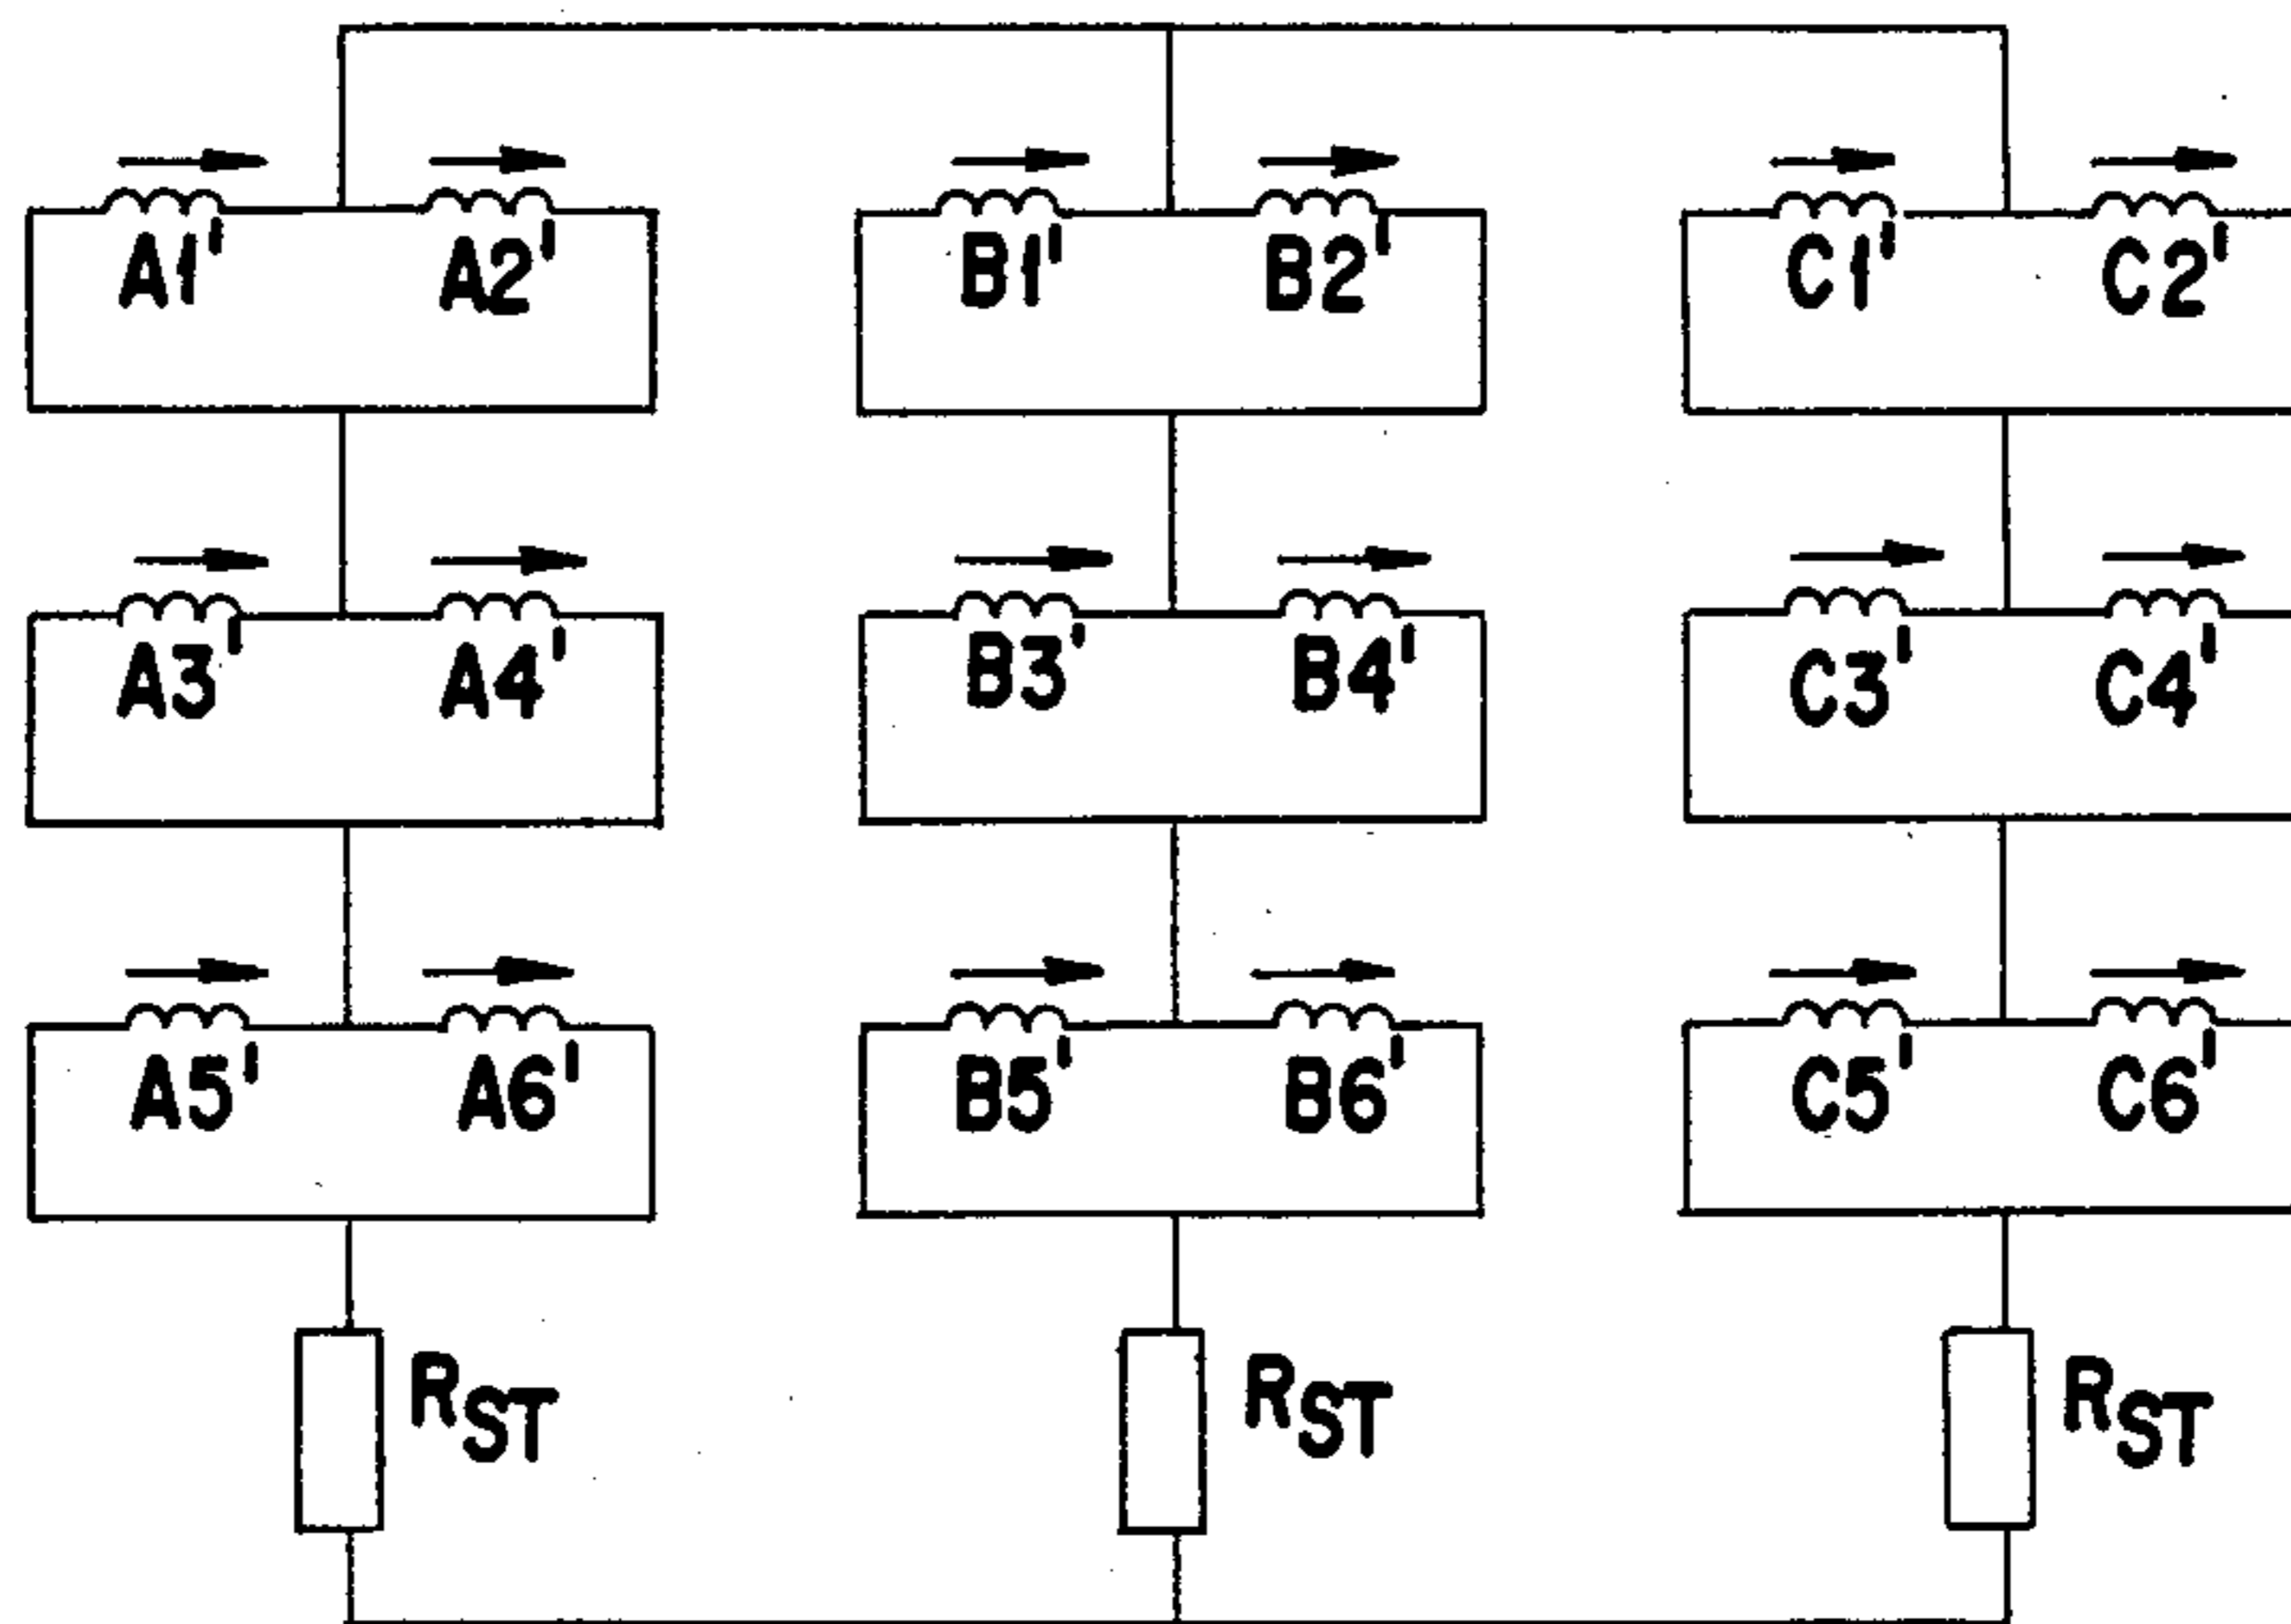 A1' A2' B1' B2' C1' C2'
A3' A4' B3' B4' C3' C4'
A5' A6' B5' B6' C5' C6'
RST RST RST